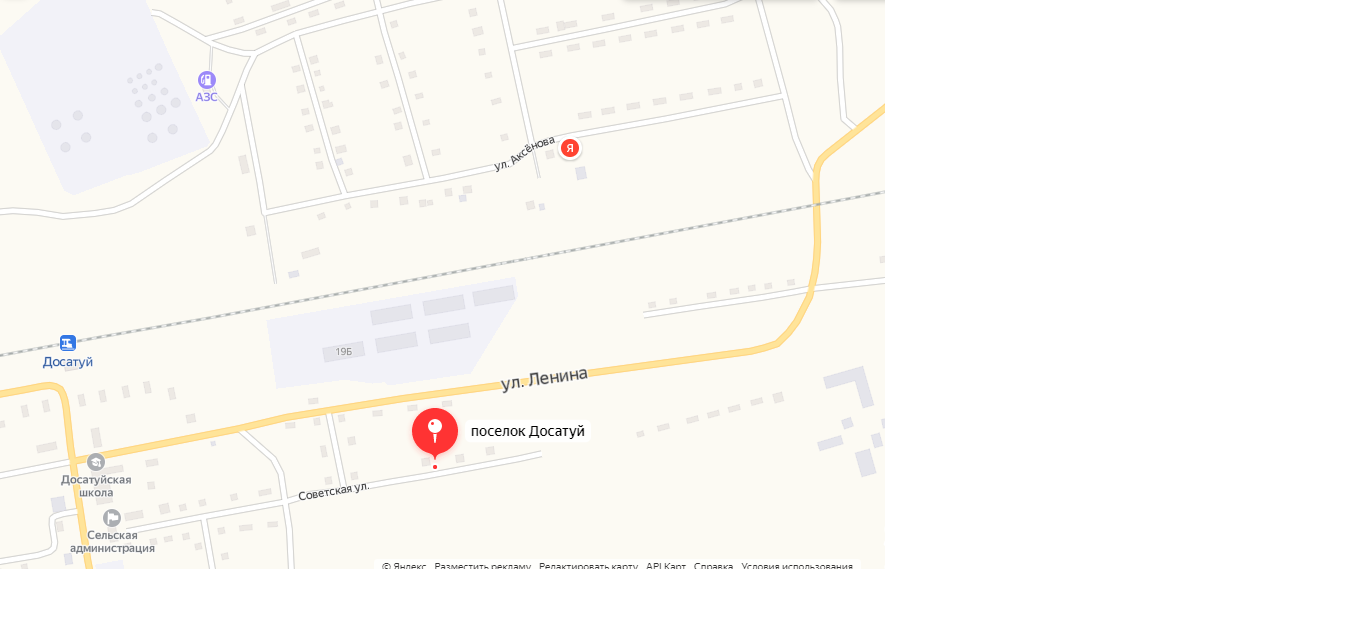 АЗС
ул. Аксёнова
Я
19Б
Досатуй
ул. Ленина
поселок Досатуй
Досатуйская
школа
Советская ул.
Сельская
администрация
© Яндекс Разместить рекламу Редактировать карту API Карт Справка Условия использования